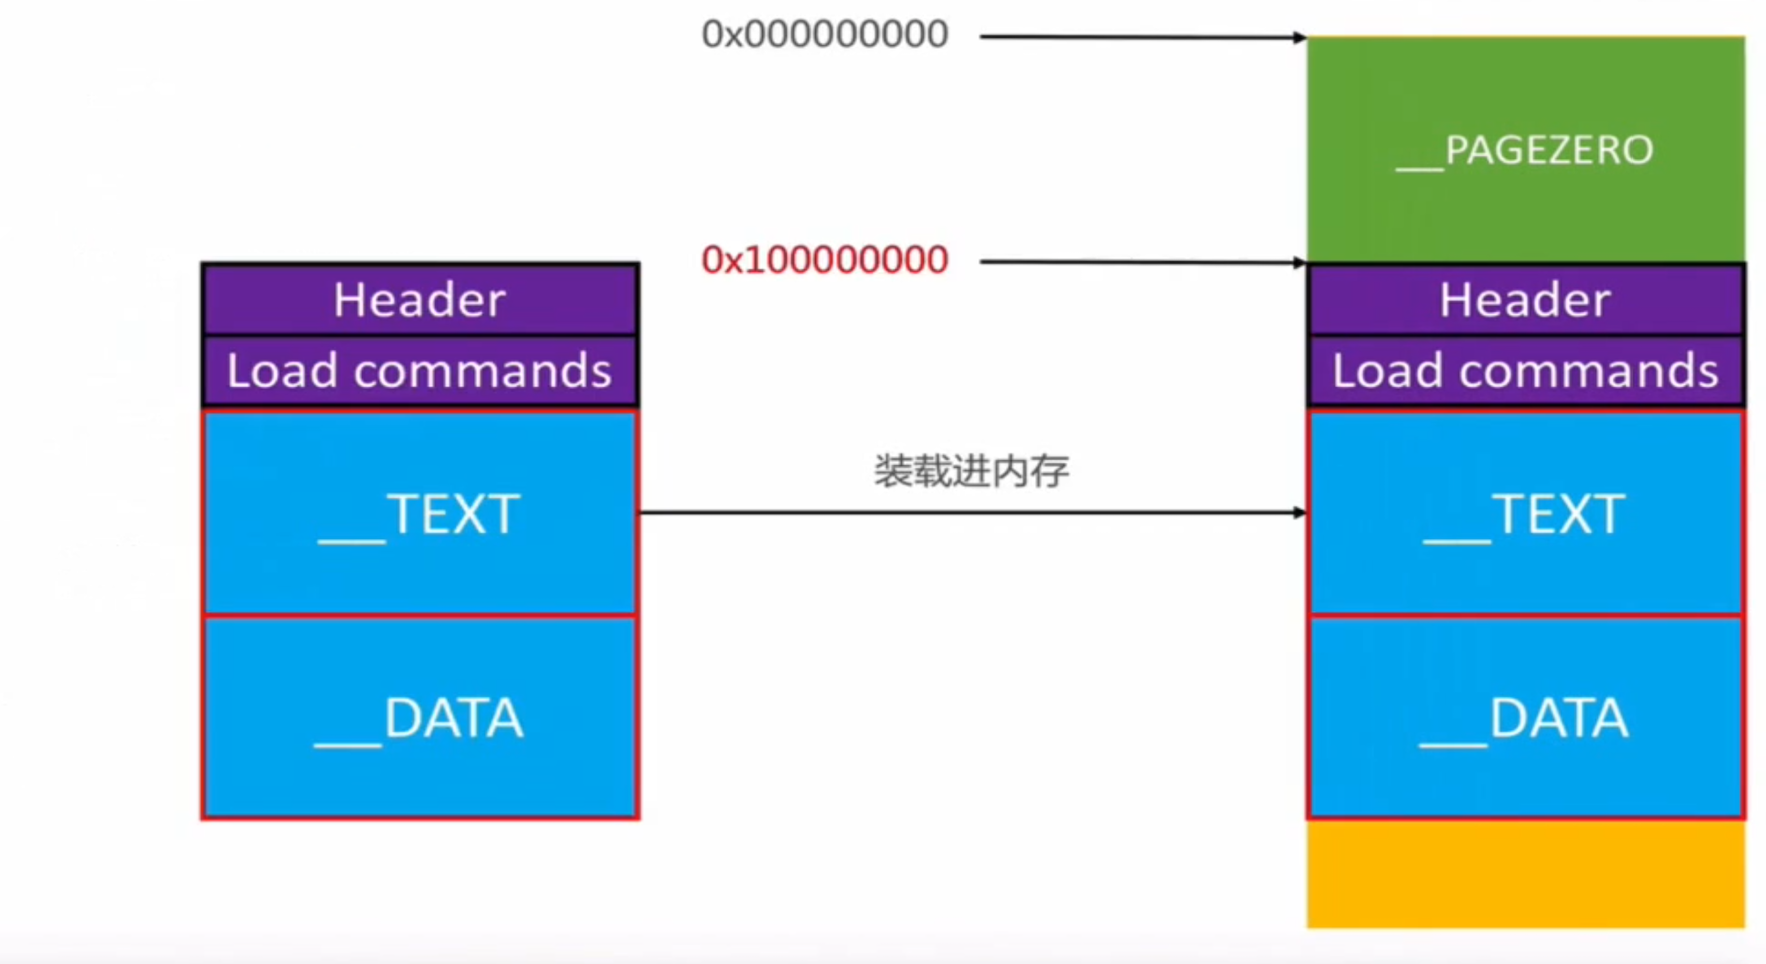 0x000000000
__PAGEZERO
0x100000000
Header
Header
Load commands
Load commands
装载进内存
__TEXT
__TEXT
__DATA
__DATA